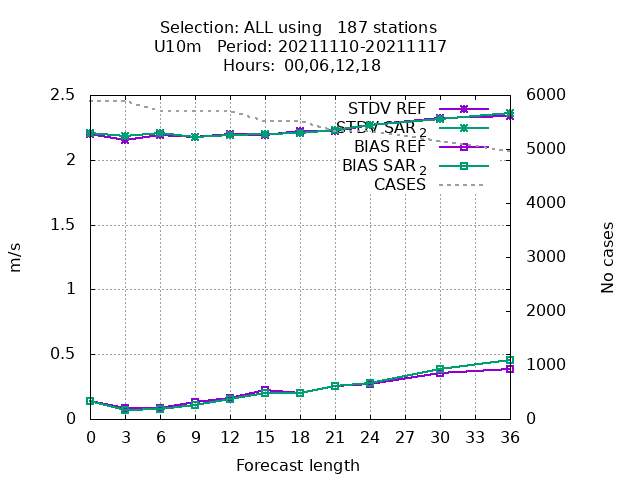 Selection: ALL using   187 stations
U10m   Period: 20211110-20211117
Hours:  00,06,12,18
2.5
2
1.5
1
0.5
0
6000
5000
4000
3000
2000
1000
0
STDV REF
STDV SAR 2
BIAS REF
BIAS SAR 2
CASES
m/s
No cases
0 3 6 9 12 15 18 21 24 27 30 33 36
Forecast length